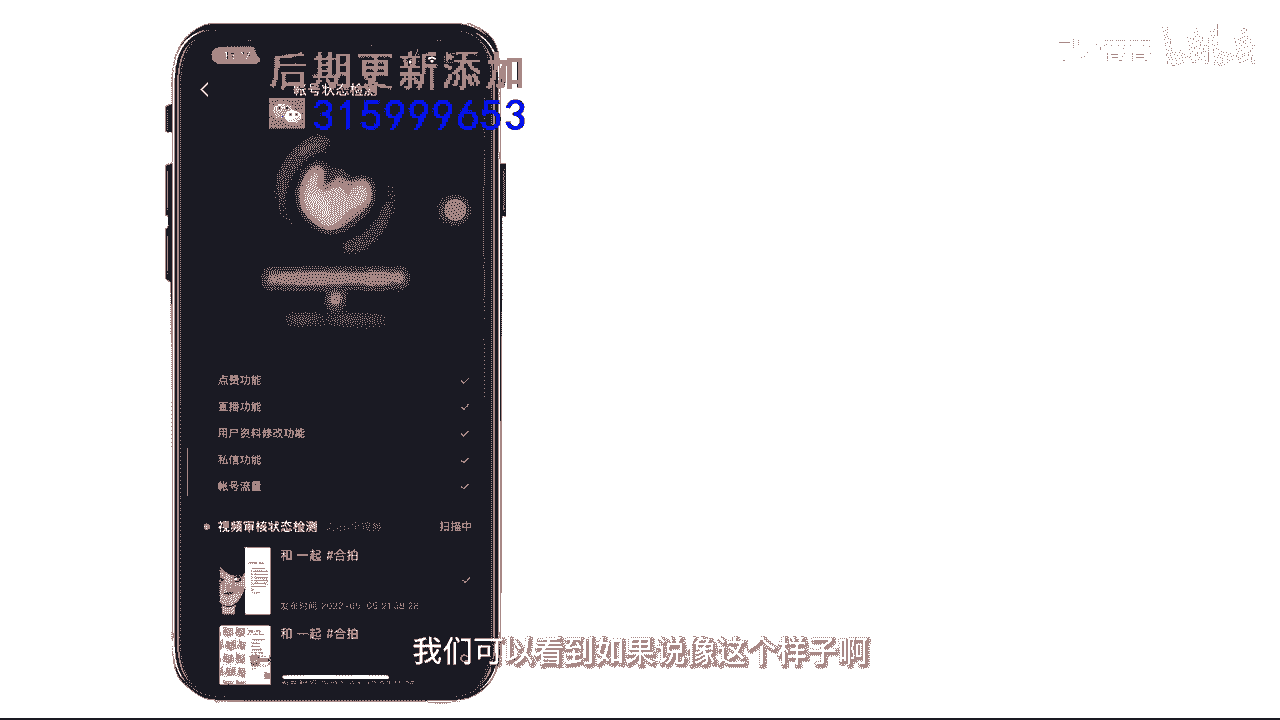 后期更新添加
帐号状态检测
315999653
点赞功能
直播功能
用户资料修改功能
私信功能
帐号流量
视频审核状态检测
扫描中
和 一起 #合拍
发布时间 2022-05-05 21:38:28
和 一起 #合拍
我们可以看到如果说像这个样子啊